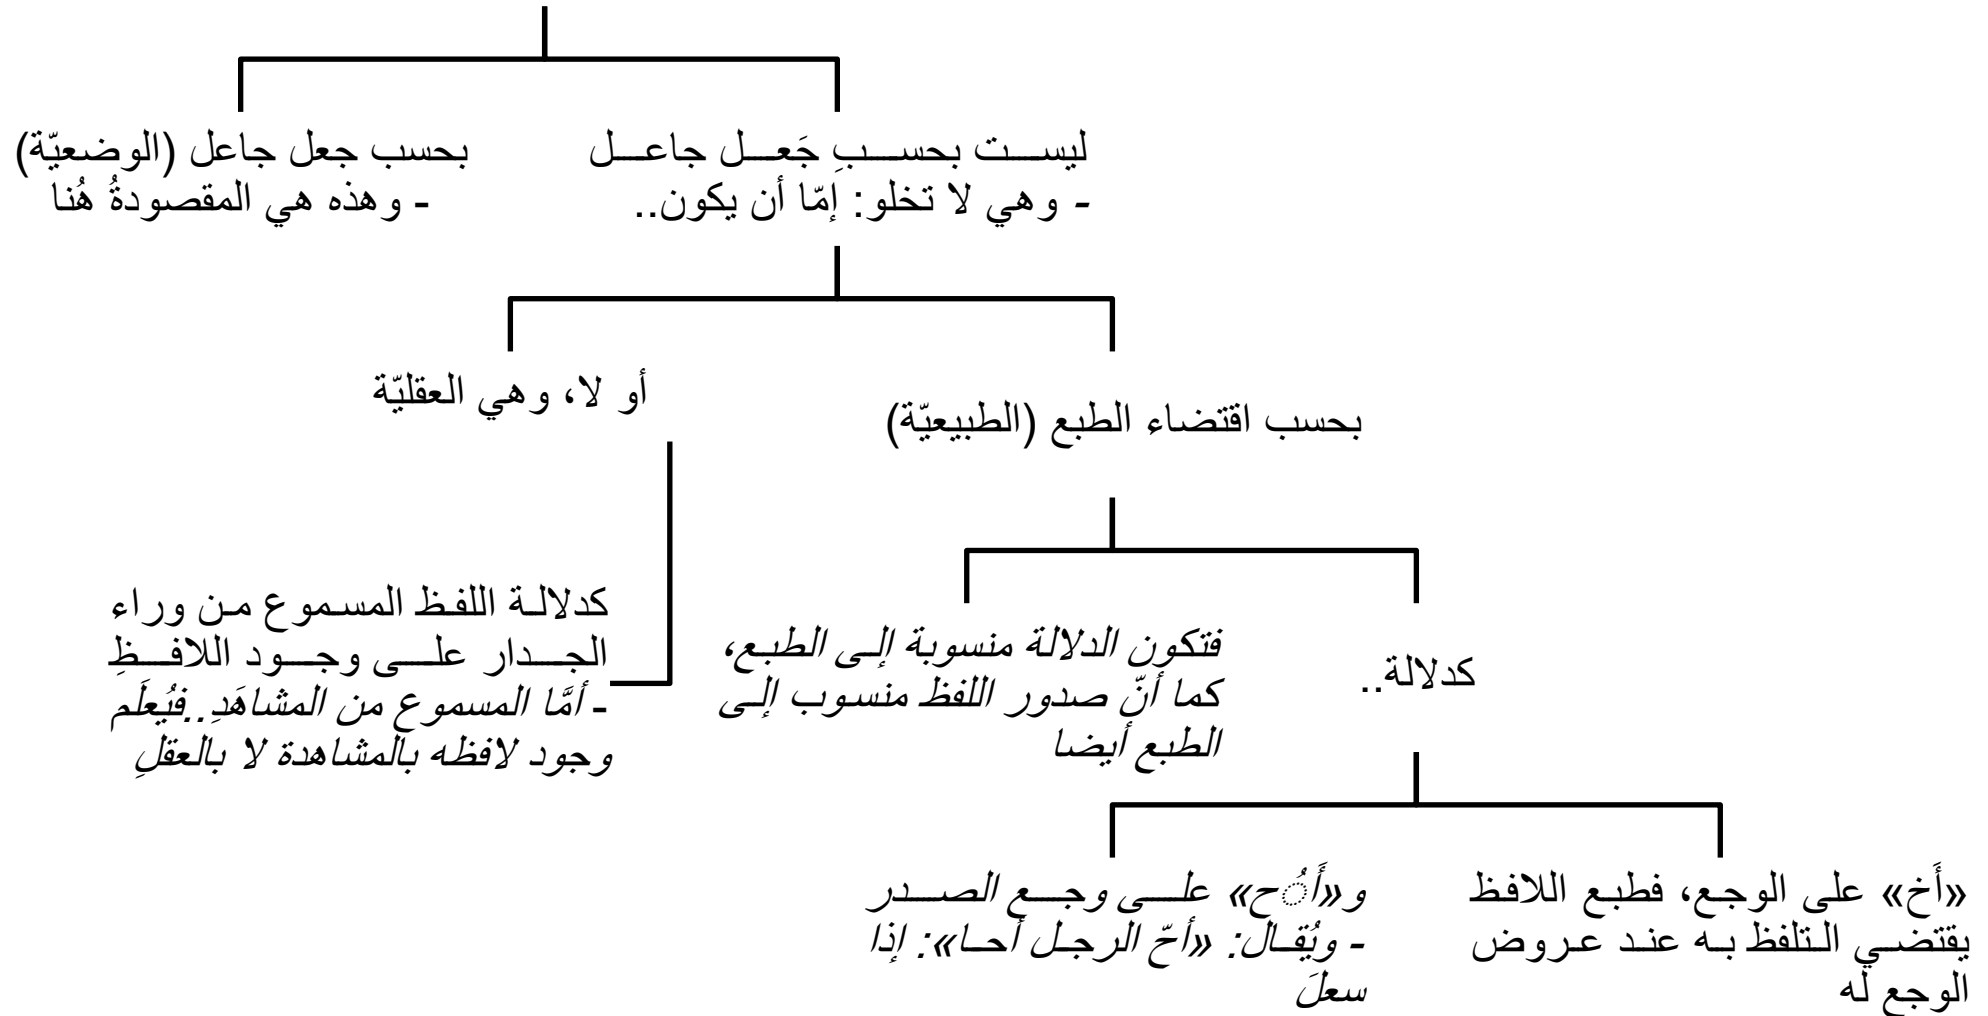 ليست بحسبِ جَعل جاعل
- وهي لا تخلو: إمّا أن يكون..
بحسب جعل جاعل (الوضعيّة)
- وهذه هي المقصودةُ هُنا
بحسب اقتضاء الطبع (الطبيعيّة)
أو لا، وهي العقليّة
كدلالة..
فتكون الدلالة منسوبة إلى الطبع،
كما أنّ صدور اللفظ منسوب إلى
الطبع أيضا
كدلالة اللفظ المسموع من وراء
الجدار على وجود اللافظِ
- أمَّا المسموع من المشاهَدِ..فيُعلَم
وجود لافظه بالمشاهدة لا بالعقلِ
«أَخ» على الوجع، فطبع اللافظ
يقتضي التلفظ به عند عروض
الوجع له
و«أَُح» على وجع الصدر
- ويُقال: «أحّ الرجل أحا»: إذا
سعلَ